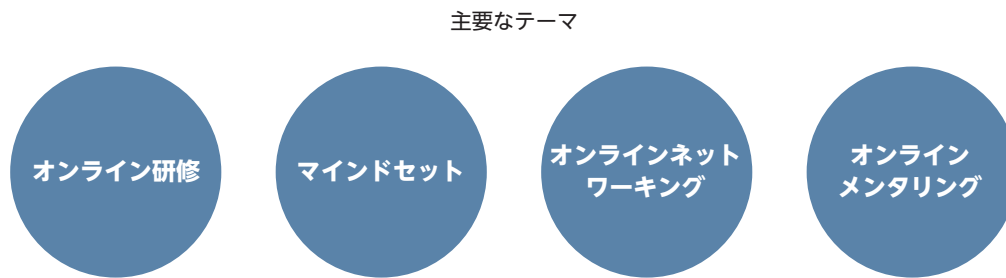 主要なテーマ
オンライン研修
マインドセット
オンラインネット
ワーキング
オンライン
メンタリング